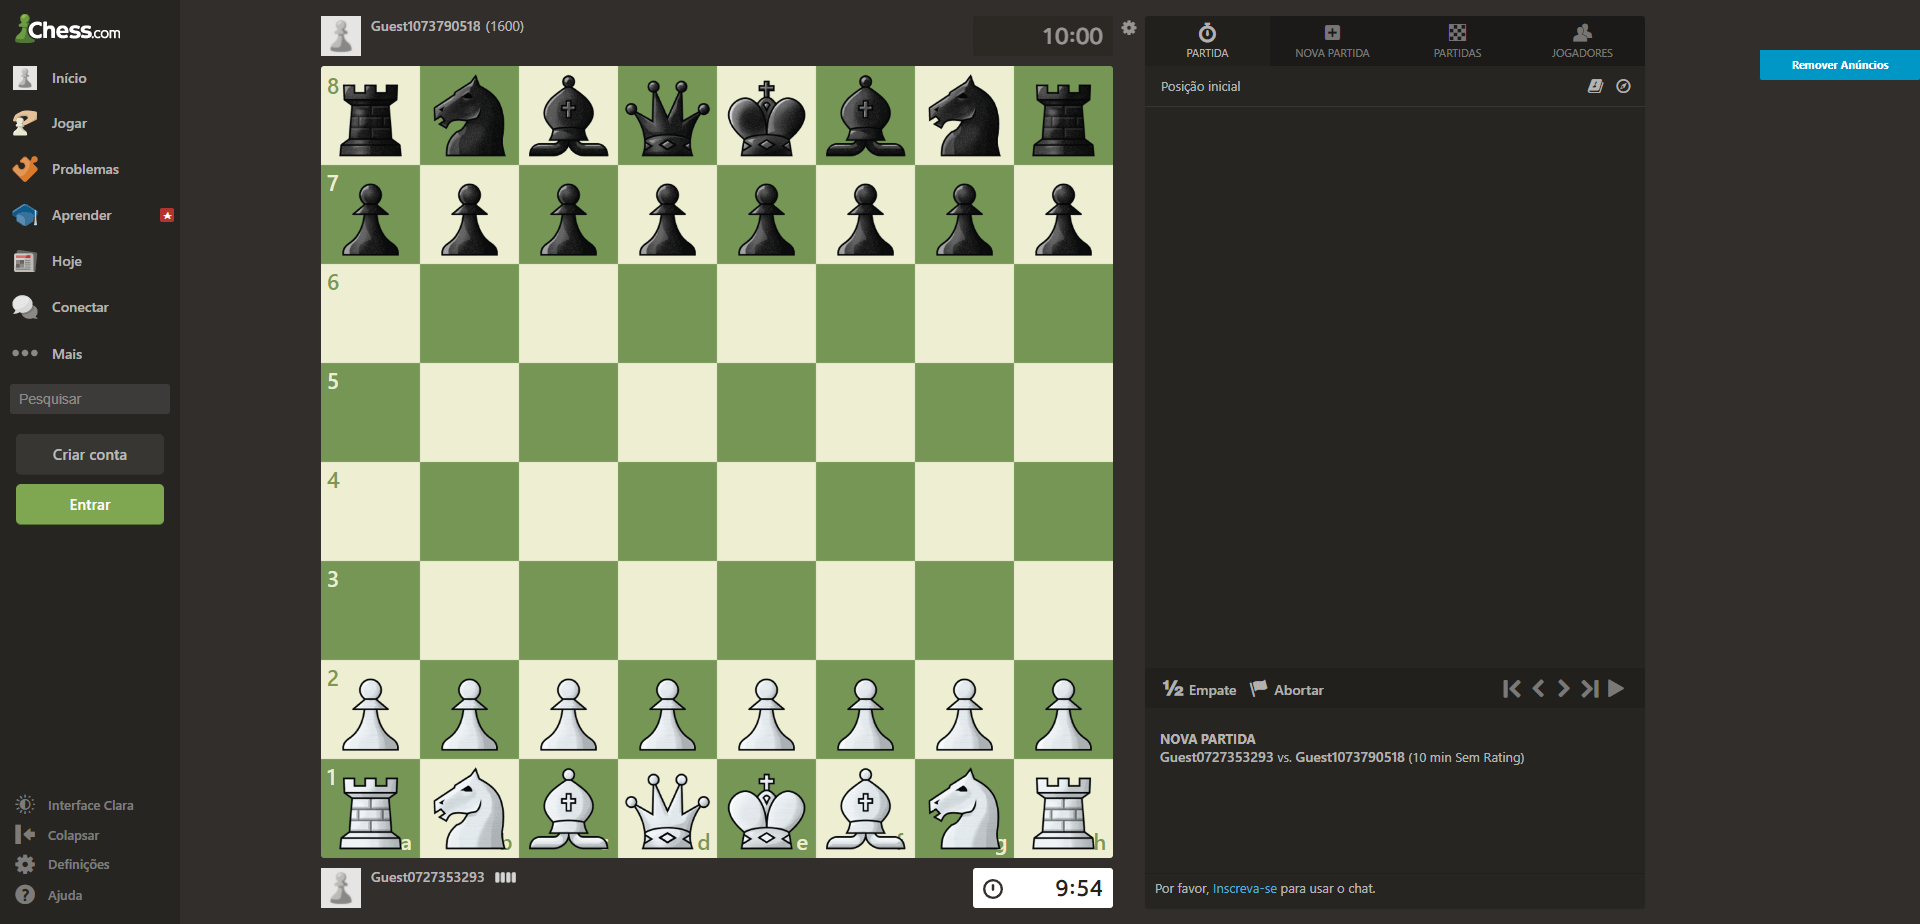 Chess.com
Início
Jogar
Problemas
Aprender
Hoje
Conectar
Mais
Pesquisar
Criar conta
Entrar
Interface Clara
Colapsar
Definições
Ajuda
Guest1073790518 (1600)
10:00
8
7
6
5
4
3
2
1
a b c d e f g h
Guest0727353293
9:54
PARTIDA
NOVA PARTIDA
PARTIDAS
JOGADORES
Posição inicial
½ Empate
Abortar
NOVA PARTIDA
Guest0727353293 vs. Guest1073790518 (10 min Sem Rating)
Por favor, Inscreva-se para usar o chat.
Remover Anúncios